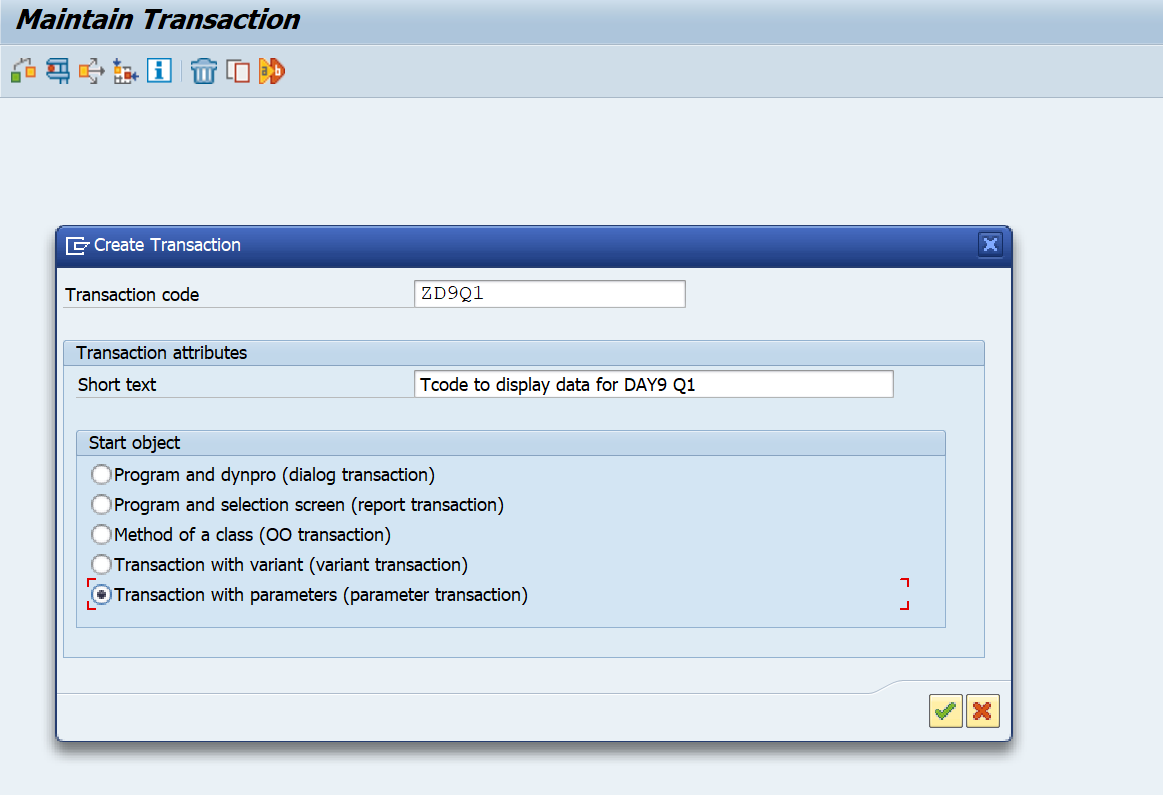 Maintain Transaction
Create Transaction
Transaction code ZD9Q1
Transaction attributes
Short text Tcode to display data for DAY9 Q1
Start object
Program and dynpro (dialog transaction)
Program and selection screen (report transaction)
Method of a class (OO transaction)
Transaction with variant (variant transaction)
Transaction with parameters (parameter transaction)